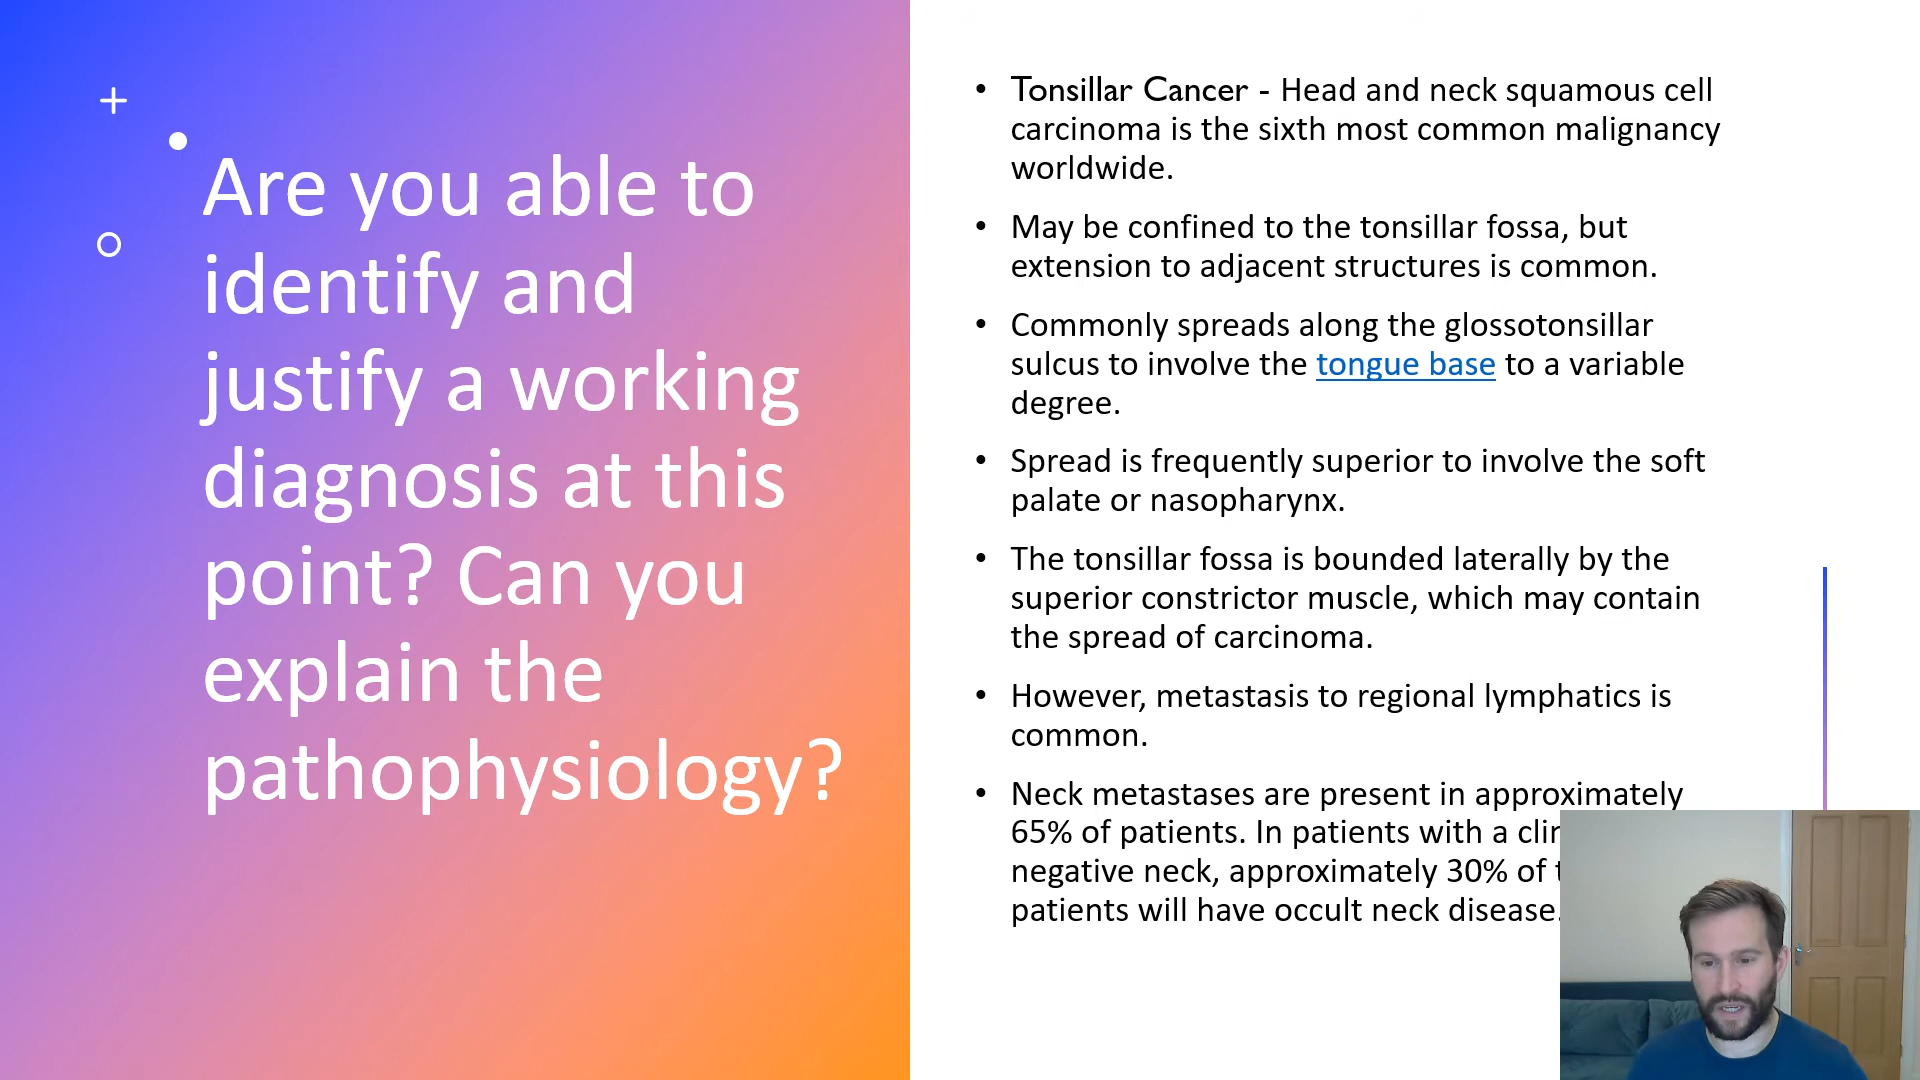 Are you able to
identify and
justify a working
diagnosis at this
point? Can you
explain the
pathophysiology?
• Tonsillar Cancer - Head and neck squamous cell
carcinoma is the sixth most common malignancy
worldwide.
• May be confined to the tonsillar fossa, but
extension to adjacent structures is common.
• Commonly spreads along the glossotonsillar
sulcus to involve the tongue base to a variable
degree.
• Spread is frequently superior to involve the soft
palate or nasopharynx.
• The tonsillar fossa is bounded laterally by the
superior constrictor muscle, which may contain
the spread of carcinoma.
• However, metastasis to regional lymphatics is
common.
• Neck metastases are present in approximately
65% of patients. In patients with a
negative neck, approximately 30% of
patients will have occult neck disease.